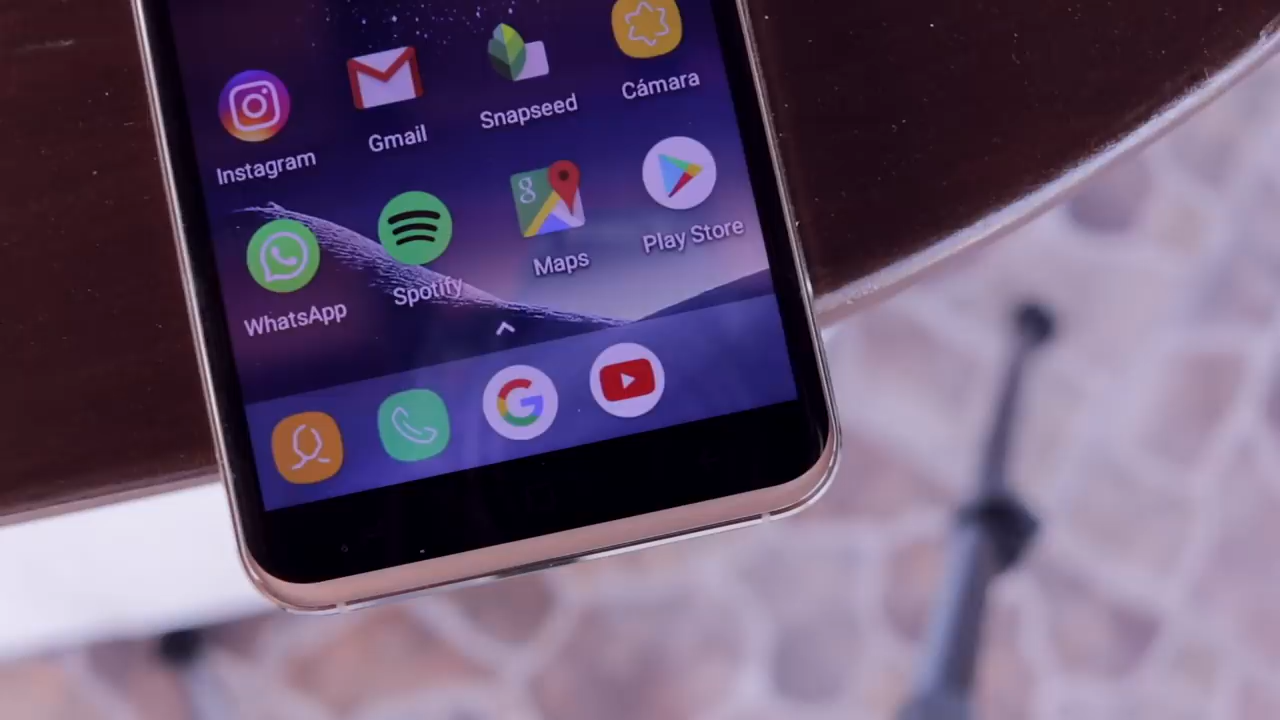 Instagram
Gmail
Snapseed
Cámara
WhatsApp
Spotify
g
Maps
Play Store
G